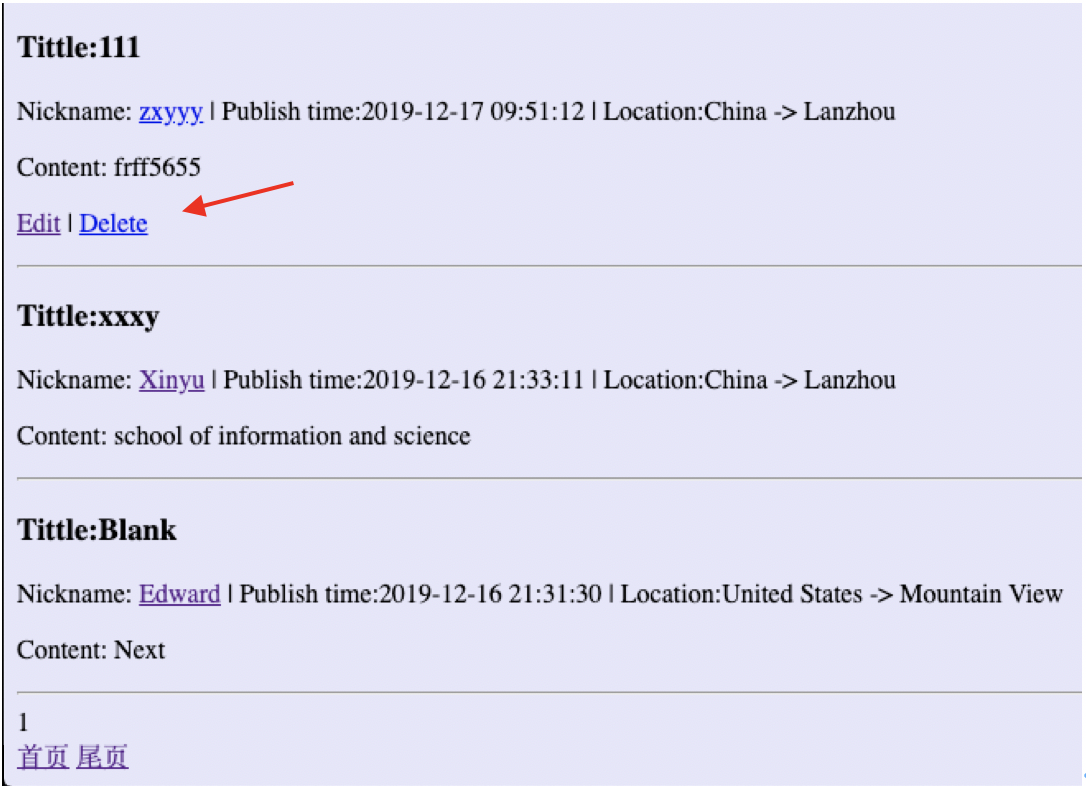 Tittle:111
Nickname: zxyyy | Publish time:2019-12-17 09:51:12 | Location:China -> Lanzhou
Content: frff5655
Edit | Delete
Tittle:xxxy
Nickname: Xinyu | Publish time:2019-12-16 21:33:11 | Location:China -> Lanzhou
Content: school of information and science
Tittle:Blank
Nickname: Edward | Publish time:2019-12-16 21:31:30 | Location:United States -> Mountain View
Content: Next
1
首页 尾页